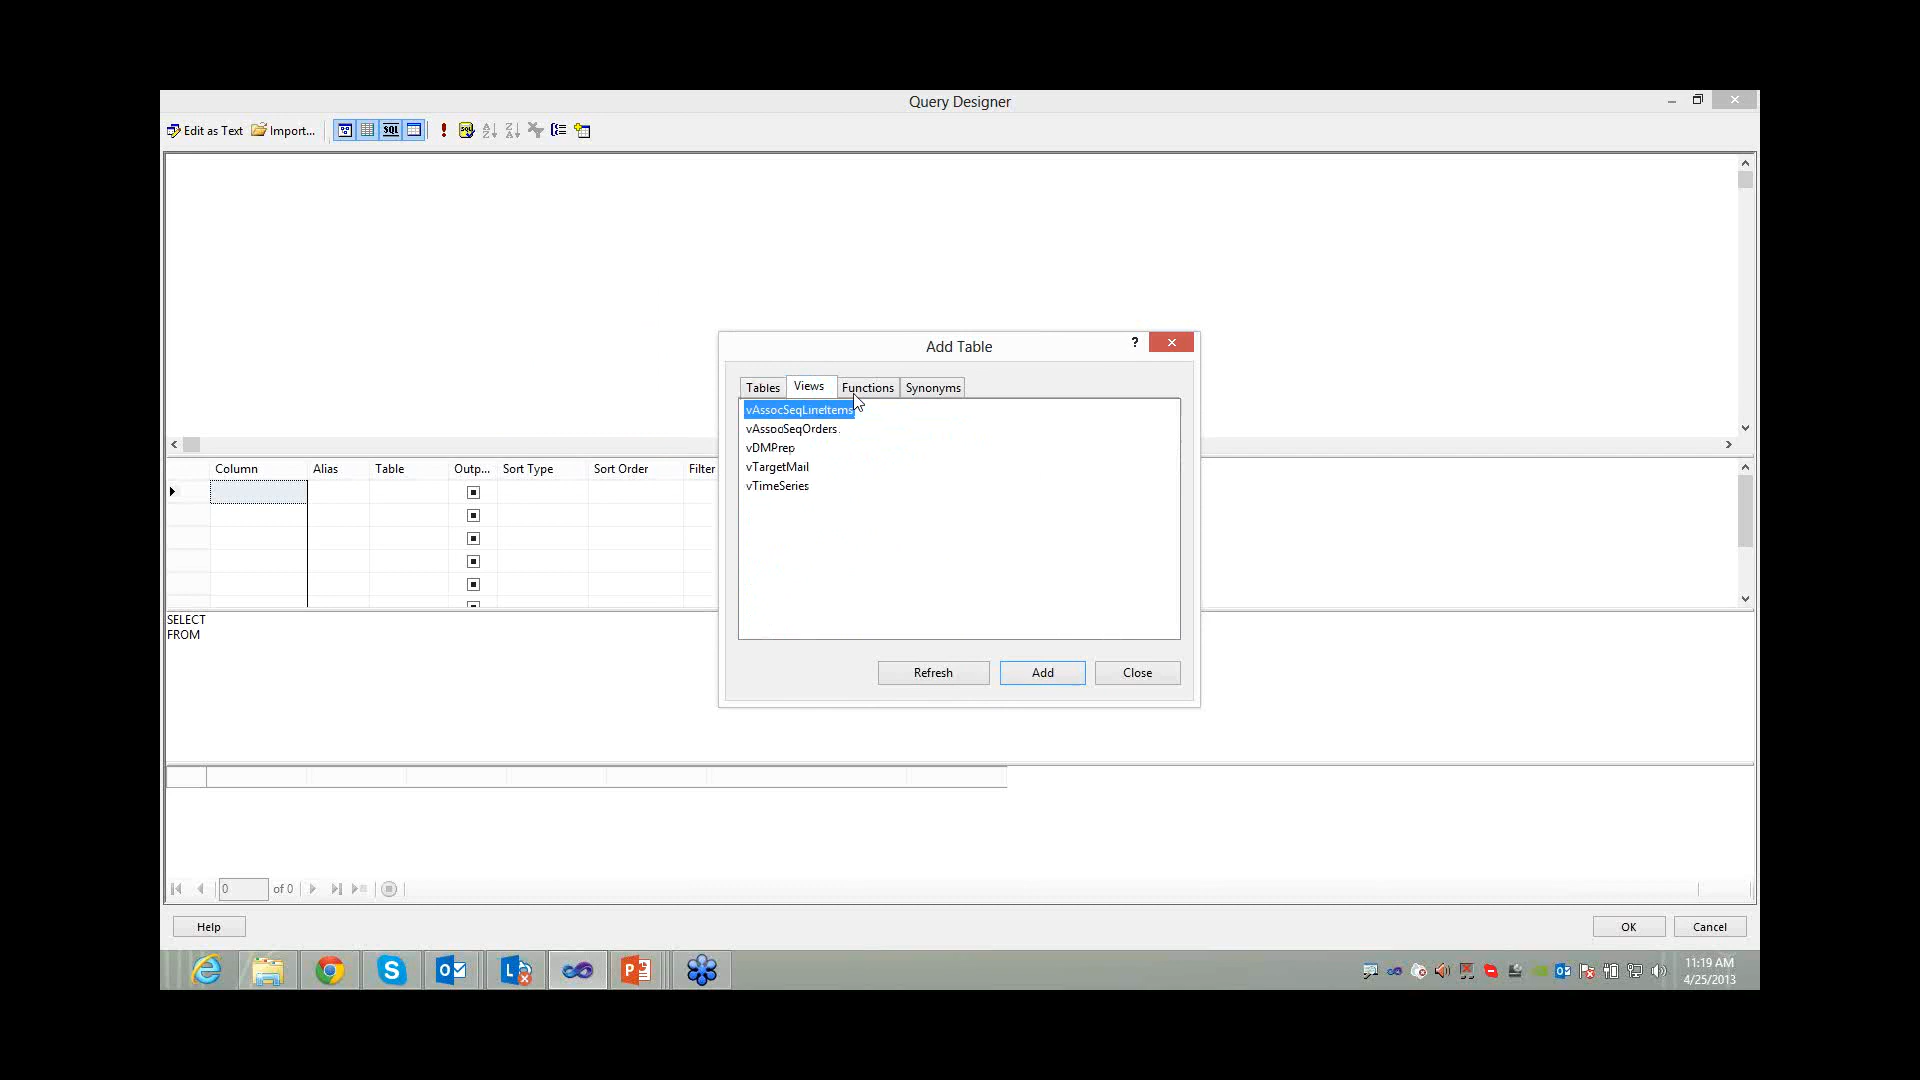 Query Designer
Edit as Text Import... SQL
Add Table
Tables Views Functions Synonyms
vAssocSeqLineItems
vAssocSeqOrders
vDMPrep
vTargetMail
vTimeSeries
Refresh Add Close
Column Alias Table Outp... Sort Type Sort Order Filter
SELECT
FROM
0 of 0
Help OK Cancel
11:19 AM
4/25/2013